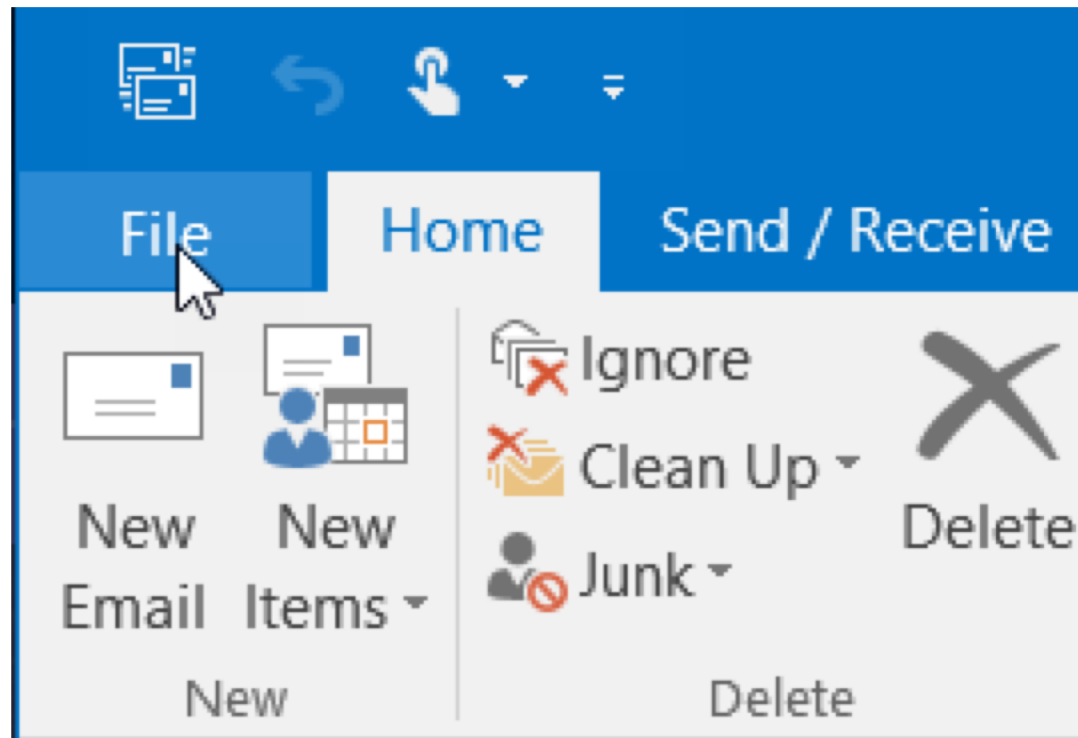 File Home Send / Receive
Ignore
Clean Up
Junk
New
Email
New
Items
Delete
New
Delete